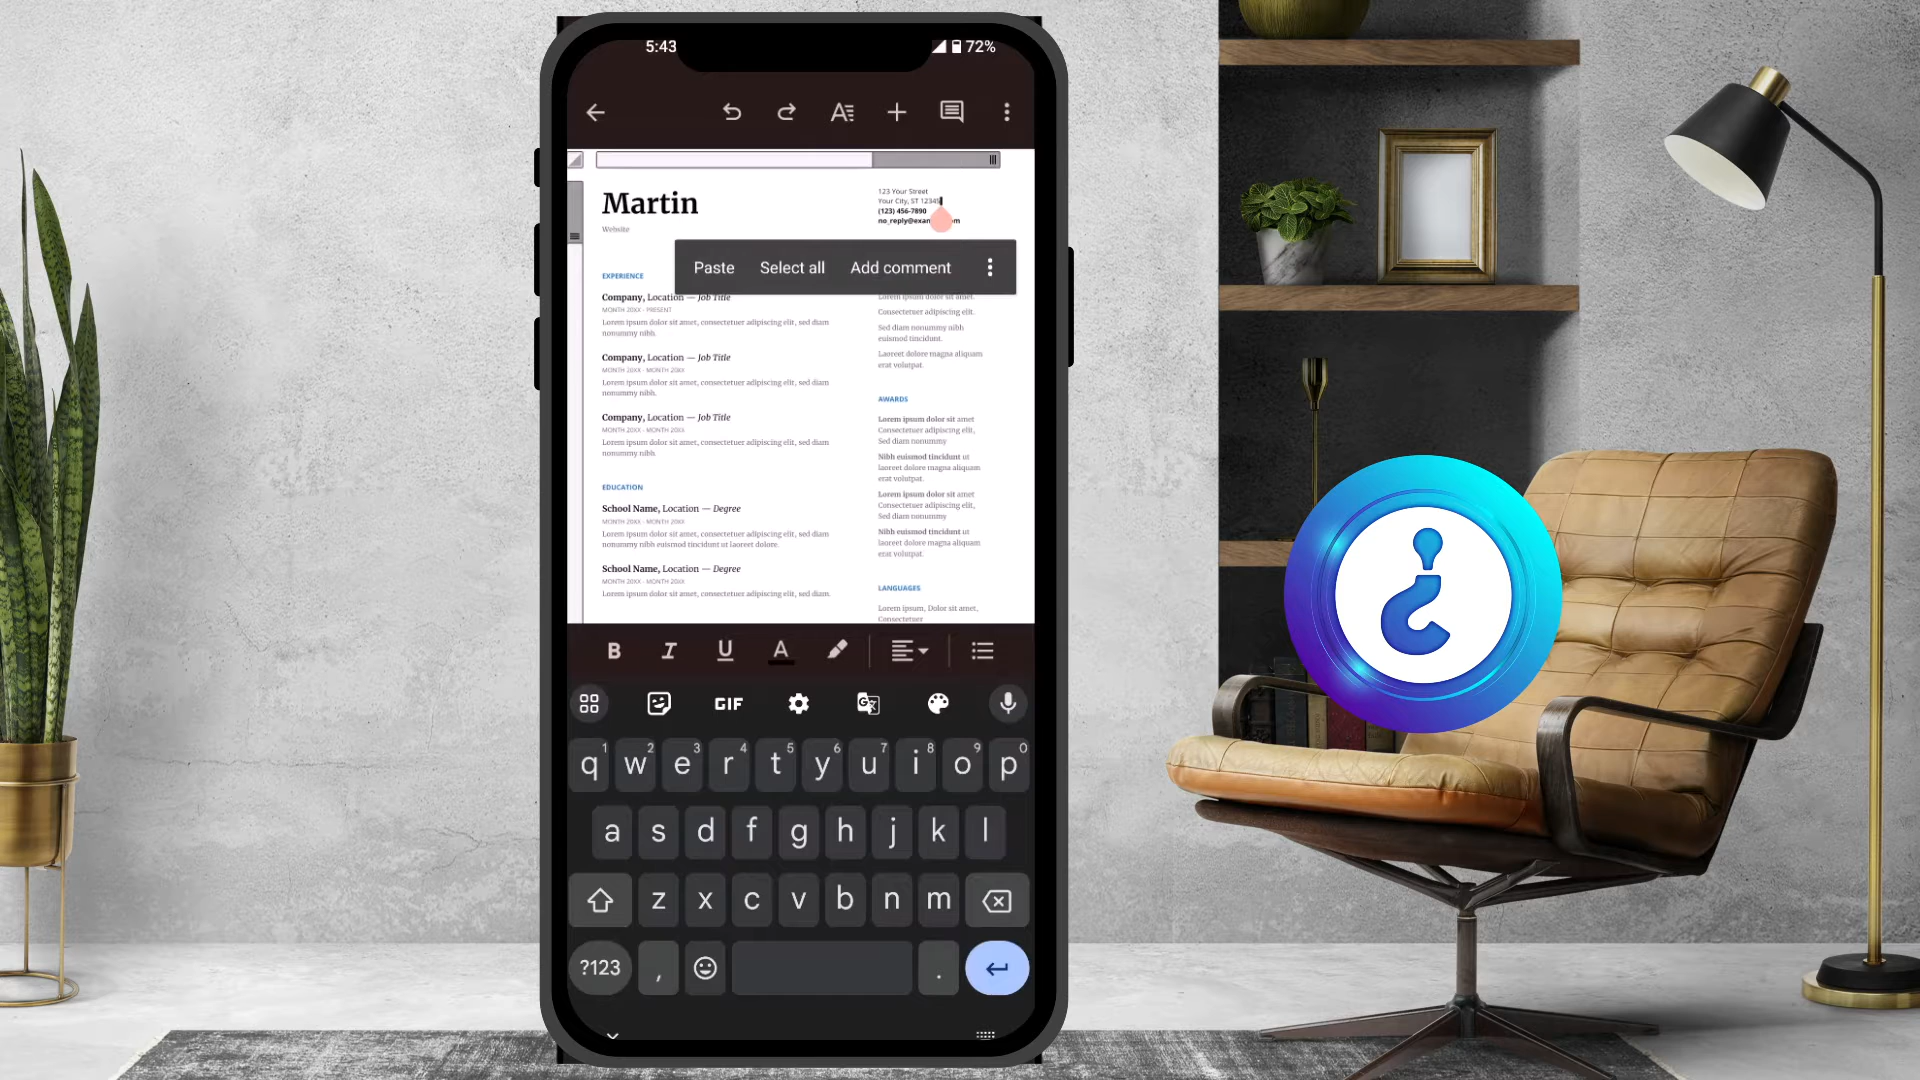 5:43
72%
Martin
Website
123 Your Street
Your City, ST 12345
(123) 456-7890
no_reply@exam
m
Paste Select all Add comment
EXPERIENCE
Company, Location — Job Title
MONTH 20XX - PRESENT
Lorem ipsum dolor sit amet, consectetuer adipiscing elit, sed diam
nonummy nibh.
Company, Location — Job Title
MONTH 20XX - MONTH 20XX
Lorem ipsum dolor sit amet, consectetuer adipiscing elit, sed diam
nonummy nibh.
Company, Location — Job Title
MONTH 20XX - MONTH 20XX
Lorem ipsum dolor sit amet, consectetuer adipiscing elit, sed diam
nonummy nibh.
EDUCATION
School Name, Location — Degree
MONTH 20XX - MONTH 20XX
Lorem ipsum dolor sit amet, consectetuer adipiscing elit, sed diam
nonummy nibh euismod tincidunt ut laoreet dolore.
School Name, Location — Degree
MONTH 20XX - MONTH 20XX
Lorem ipsum dolor sit amet, consectetuer adipiscing elit, sed diam.
Lorem ipsum dolor sit amet.
Consectetuer adipiscing elit.
Sed diam nonummy nibh
euismod tincidunt.
Laoreet dolore magna aliquam
erat volutpat.
AWARDS
Lorem ipsum dolor sit amet
Consectetuer adipiscing elit,
Sed diam nonummy
Nibh euismod tincidunt ut
laoreet dolore magna aliquam
erat volutpat.
Lorem ipsum dolor sit amet
Consectetuer adipiscing elit,
Sed diam nonummy
Nibh euismod tincidunt ut
laoreet dolore magna aliquam
erat volutpat.
LANGUAGES
Lorem ipsum, Dolor sit amet,
Consectetuer
B I U A
GIF
1 2 3 4 5 6 7 8 9 0
q w e r t y u i o p
a s d f g h j k l
z x c v b n m
?123 , .